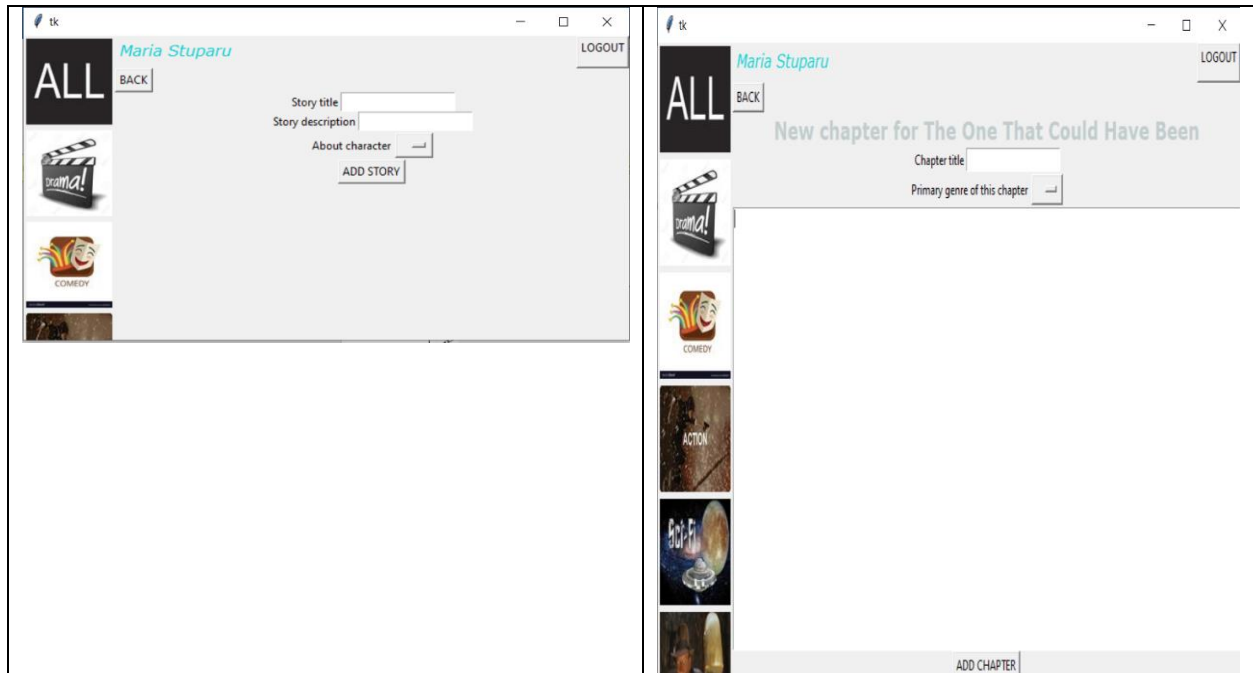 tk
ALL
Maria Stuparu
LOGOUT
BACK
Story title
Story description
About character
ADD STORY
Drama!
COMEDY
tk
ALL
Maria Stuparu
LOGOUT
BACK
New chapter for The One That Could Have Been
Chapter title
Primary genre of this chapter
Drama!
COMEDY
ACTION
Sci-Fi
ADD CHAPTER